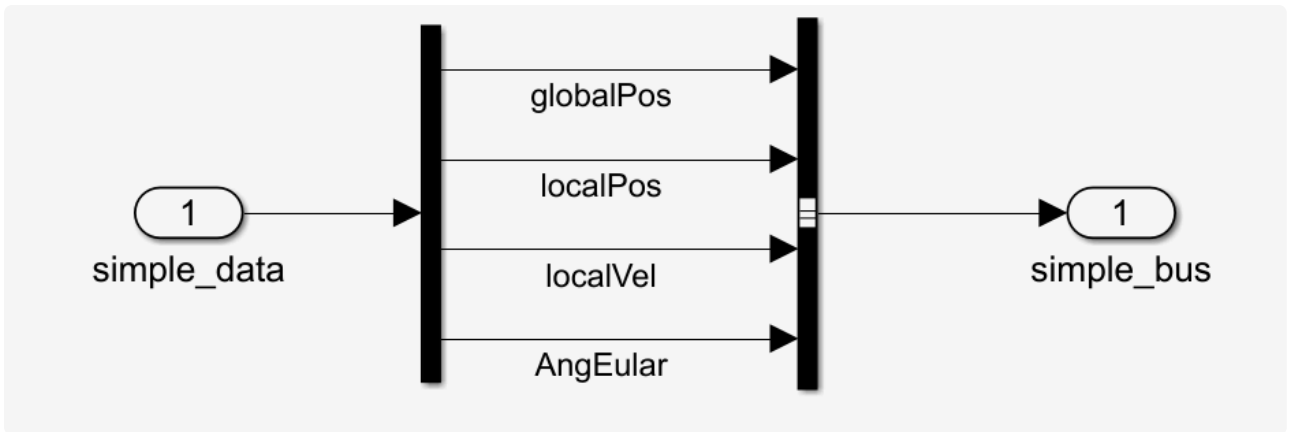 globalPos
localPos
1
1
simple_data
simple_bus
localVel
AngEular